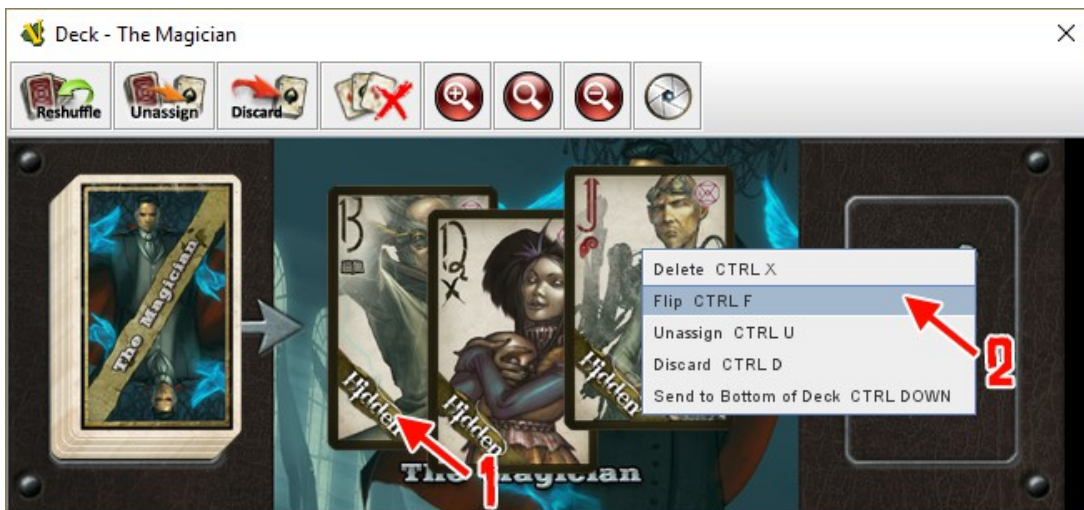 Deck - The Magician
Reshuffle
Unassign
Discard
The Magician
Hidden
Hidden
Hidden
Delete CTRL X
Flip CTRL F
Unassign CTRL U
Discard CTRL D
Send to Bottom of Deck CTRL DOWN
1
2
The Magician